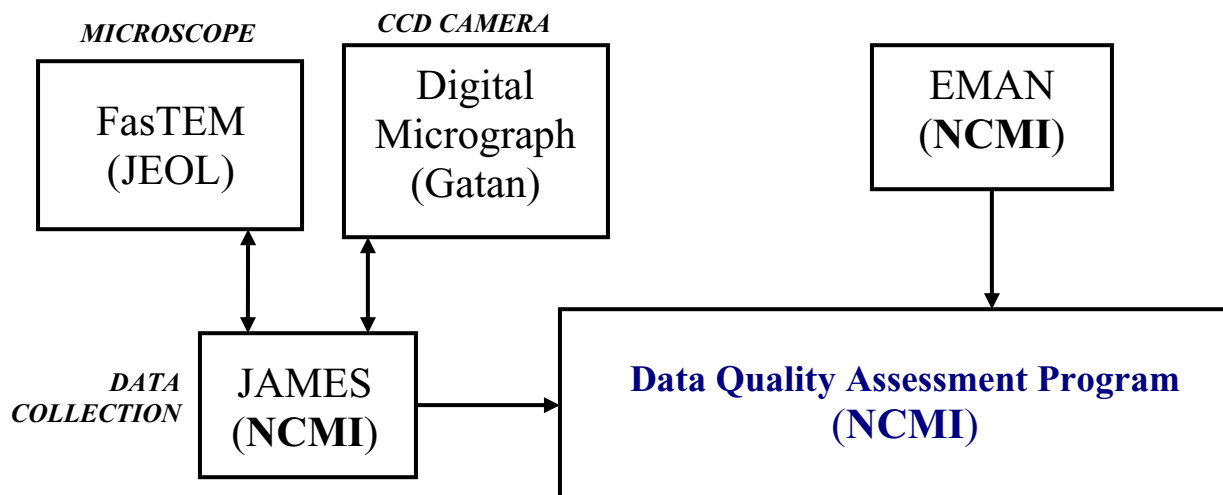 MICROSCOPE
FasTEM
(JEOL)
CCD CAMERA
Digital
Micrograph
(Gatan)
EMAN
(NCMI)
DATA
COLLECTION
JAMES
(NCMI)
Data Quality Assessment Program
(NCMI)